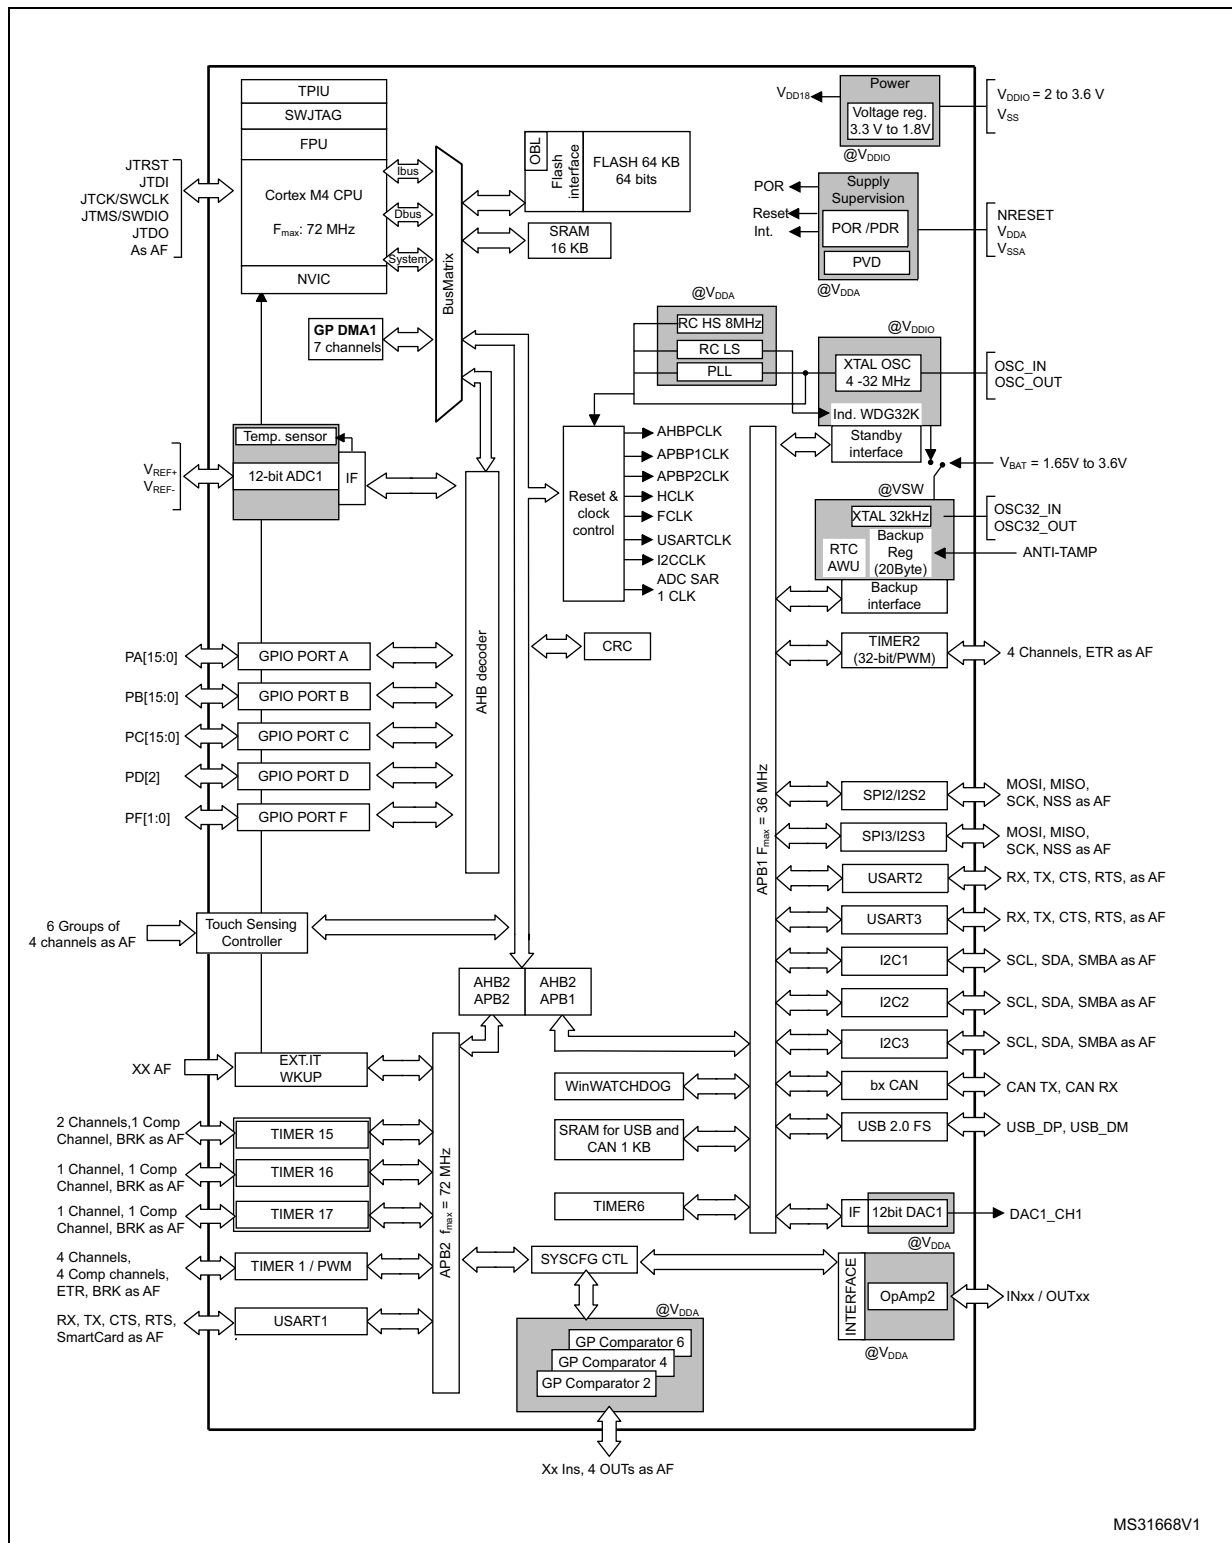 TPIU
SWJTAG
FPU
Cortex M4 CPU
Fmax: 72 MHz
NVIC
JTRST
JTDI
JTCK/SWCLK
JTMS/SWDIO
JTDO
As AF
Ibus
Dbus
System
BusMatrix
OBL
Flash
interface
FLASH 64 KB
64 bits
SRAM
16 KB
GP DMA1
7 channels
VDD18
Power
Voltage reg.
3.3 V to 1.8V
@VDDIO
VDDIO = 2 to 3.6 V
VSS
POR
Reset
Int.
Supply
Supervision
POR /PDR
PVD
@VDDA
NRESET
VDDA
VSSA
@VDDA
RC HS 8MHz
RC LS
PLL
@VDDIO
XTAL OSC
4 -32 MHz
Ind. WDG32K
Standby
interface
OSC_IN
OSC_OUT
VBAT = 1.65V to 3.6V
@VSW
XTAL 32kHz
RTC
AWU
Backup
Reg
(20Byte)
Backup
interface
OSC32_IN
OSC32_OUT
ANTI-TAMP
Temp. sensor
12-bit ADC1
IF
VREF+
VREF-
Reset &
clock
control
AHBPCLK
APBP1CLK
APBP2CLK
HCLK
FCLK
USARTCLK
I2CCLK
ADC SAR
1 CLK
CRC
AHB decoder
PA[15:0]
GPIO PORT A
PB[15:0]
GPIO PORT B
PC[15:0]
GPIO PORT C
PD[2]
GPIO PORT D
PF[1:0]
GPIO PORT F
6 Groups of
4 channels as AF
Touch Sensing
Controller
AHB2
APB2
AHB2
APB1
APB1 Fmax = 36 MHz
TIMER2
(32-bit/PWM)
4 Channels, ETR as AF
SPI2/I2S2
MOSI, MISO,
SCK, NSS as AF
SPI3/I2S3
MOSI, MISO,
SCK, NSS as AF
USART2
RX, TX, CTS, RTS, as AF
USART3
RX, TX, CTS, RTS, as AF
I2C1
SCL, SDA, SMBA as AF
I2C2
SCL, SDA, SMBA as AF
I2C3
SCL, SDA, SMBA as AF
bx CAN
CAN TX, CAN RX
USB 2.0 FS
USB_DP, USB_DM
IF
12bit DAC1
DAC1_CH1
@VDDA
INTERFACE
OpAmp2
INxx / OUTxx
@VDDA
XX AF
EXT.IT
WKUP
2 Channels,1 Comp
Channel, BRK as AF
TIMER 15
1 Channel, 1 Comp
Channel, BRK as AF
TIMER 16
1 Channel, 1 Comp
Channel, BRK as AF
TIMER 17
4 Channels,
4 Comp channels,
ETR, BRK as AF
TIMER 1 / PWM
RX, TX, CTS, RTS,
SmartCard as AF
USART1
APB2 fmax = 72 MHz
WinWATCHDOG
SRAM for USB and
CAN 1 KB
TIMER6
SYSCFG CTL
@VDDA
GP Comparator 6
GP Comparator 4
GP Comparator 2
Xx Ins, 4 OUTs as AF
MS31668V1